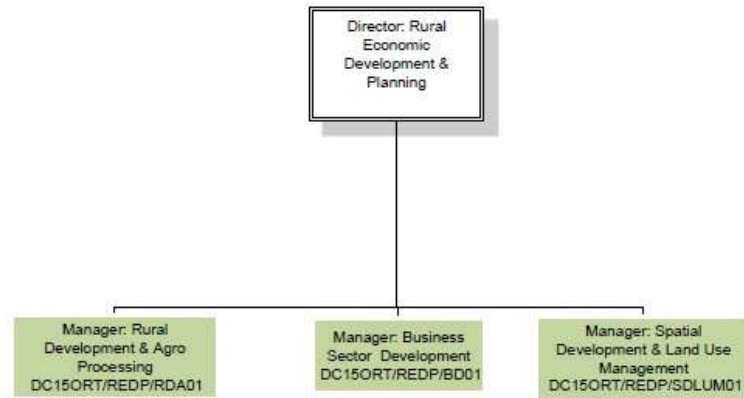 Director: Rural
Economic
Development &
Planning
Manager: Rural
Development & Agro
Processing
DC15ORT/REDP/RDA01
Manager: Business
Sector Development
DC15ORT/REDP/BD01
Manager: Spatial
Development & Land Use
Management
DC15ORT/REDP/SDLUM01